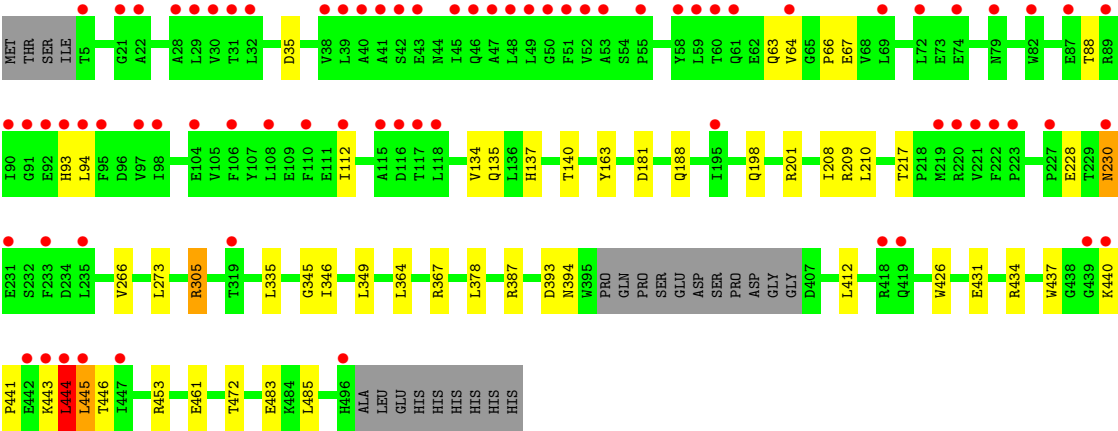 MET THR SER ILE T5 G21 A22 A28 L29 V30 T31 L32 D35 V38 L39 A40 A41 S42 E43 N44 I45 Q46 A47 L48 L49 G50 F51 V52 A53 S54 P55 Y58 L59 T60 Q61 E62 Q63 V64 G65 P66 E67 V68 L69 L72 E73 E74 N79 W82 E87 T88 R89
I90 G91 E92 H93 L94 F95 D96 V97 I98 E104 V105 F106 Y107 L108 E109 F110 E111 I112 A115 D116 T117 L118 V134 Q135 L136 H137 T140 Y163 D181 Q188 I195 Q198 R201 I208 R209 L210 T217 P218 M219 R220 V221 F222 P223 P227 E228 T229 N230
E231 S232 F233 D234 L235 V266 L273 R305 T319 L335 G345 I346 L349 L364 R367 L378 R387 D393 N394 W395 PRO GLN PRO SER GLU ASP SER PRO ASP GLY GLY D407 L412 R418 Q419 W426 E431 R434 W437 G438 G439 K440
P441 E442 K443 L444 L445 T446 I447 R453 E461 T472 E483 K484 L485 H496 ALA LEU GLU HIS HIS HIS HIS HIS HIS